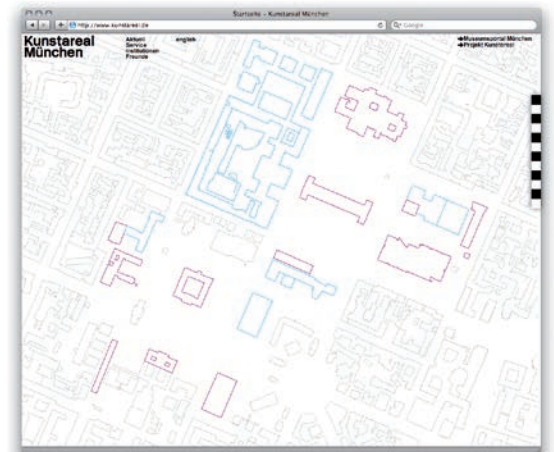 Startseite – Kunstareal München
http://www.kunstareal.de
Google
Kunstareal
München
Aktuell
Service
Institutionen
Freunde
english
➔Museumsportal München
➔Projekt Kunstareal